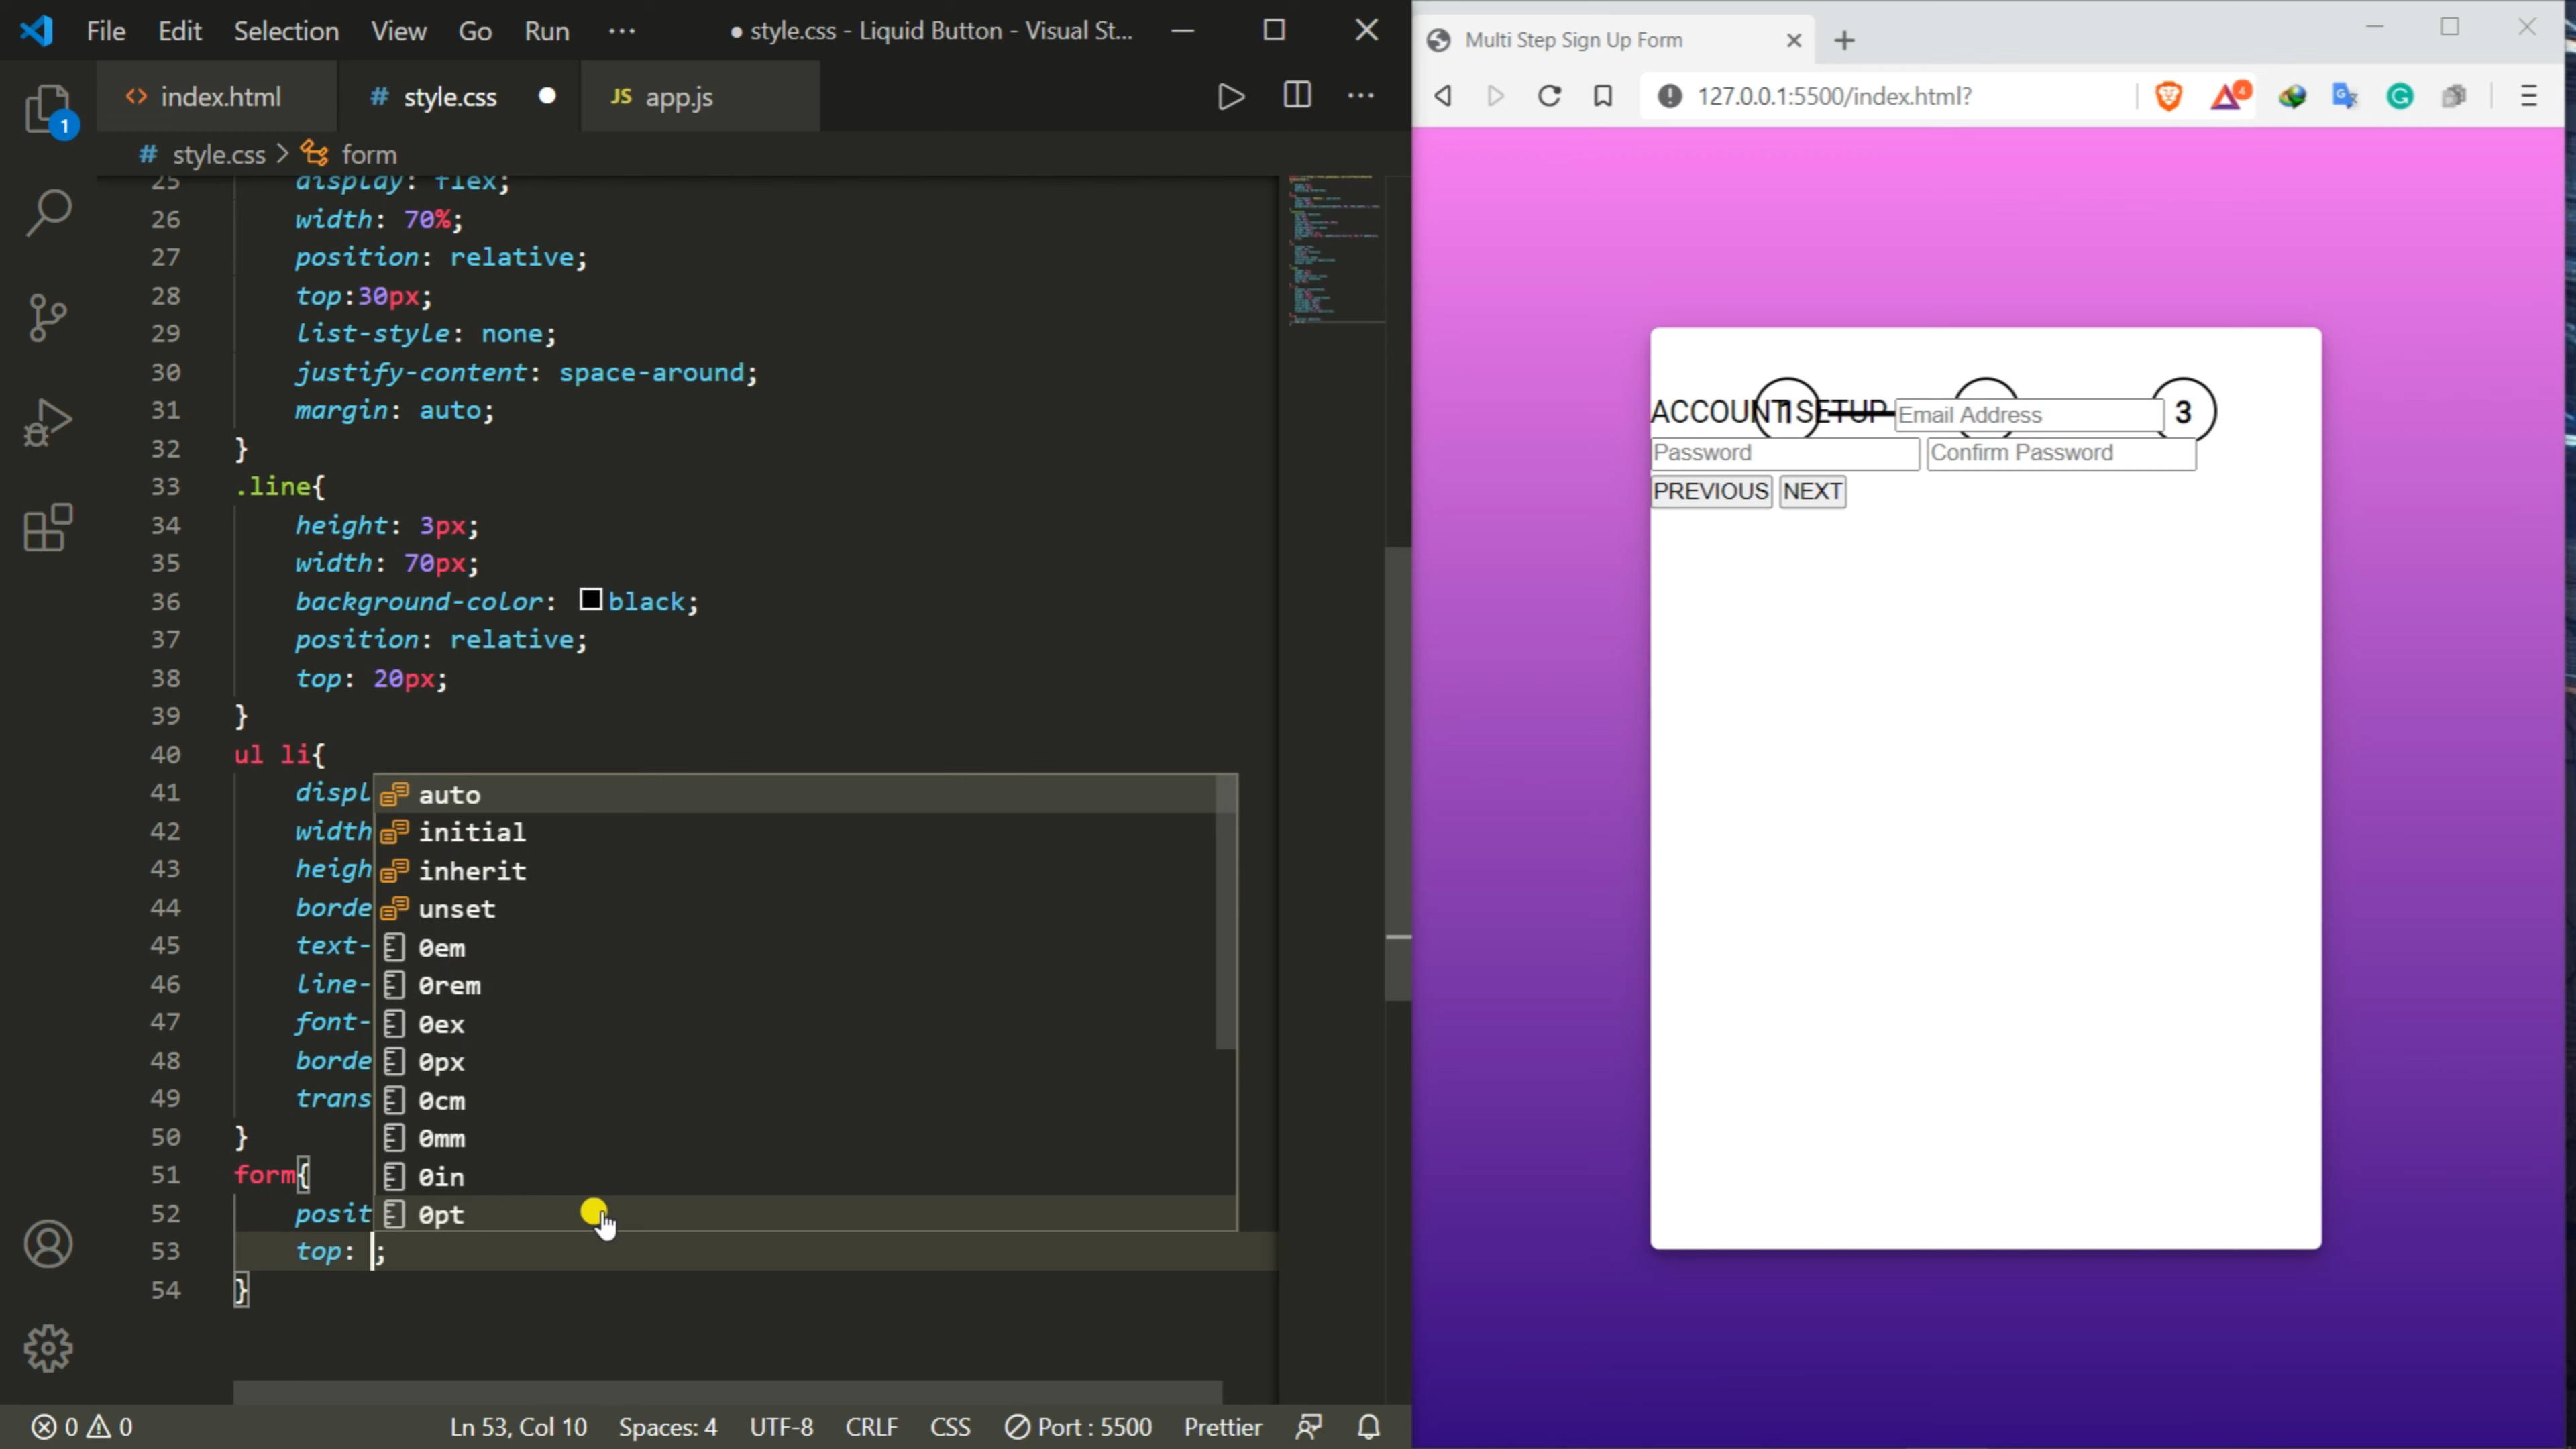 File Edit Selection View Go Run ··· ● style.css - Liquid Button - Visual St...
index.html # style.css JS app.js
# style.css > form
1
25 display: flex;
26 width: 70%;
27 position: relative;
28 top:30px;
29 list-style: none;
30 justify-content: space-around;
31 margin: auto;
32 }
33 .line{
34 height: 3px;
35 width: 70px;
36 background-color: black;
37 position: relative;
38 top: 20px;
39 }
40 ul li{
41 displ
42 width
43 heigh
44 borde
45 text-
46 line-
47 font-
48 borde
49 trans
50 }
51 form{
52 posit
53 top: ;
54 }
auto
initial
inherit
unset
0em
0rem
0ex
0px
0cm
0mm
0in
0pt
0 0 Ln 53, Col 10 Spaces: 4 UTF-8 CRLF CSS Port : 5500 Prettier
Multi Step Sign Up Form
127.0.0.1:5500/index.html? 4
ACCOUNT SETUP 1 Email Address 3
Password Confirm Password
PREVIOUS NEXT